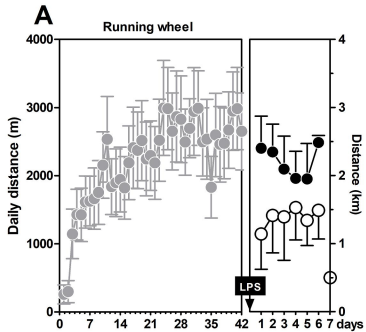 A
Running wheel
Daily distance (m)
4000
3000
2000
1000
0
4
3
2
1
0
Distance (km)
LPS
0 7 14 21 28 35 42 1 2 3 4 5 6 7 days